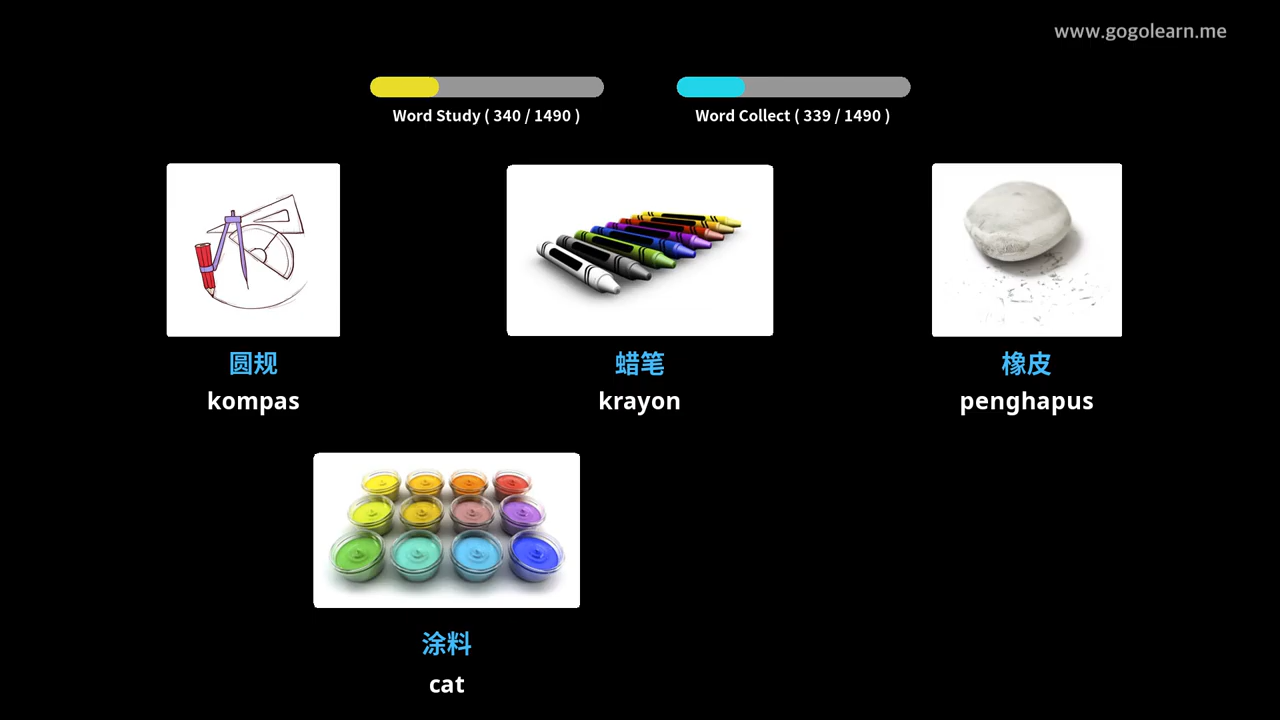 www.gogolearn.me
Word Study ( 340 / 1490 )
Word Collect ( 339 / 1490 )
圆规
kompas
蜡笔
krayon
橡皮
penghapus
涂料
cat